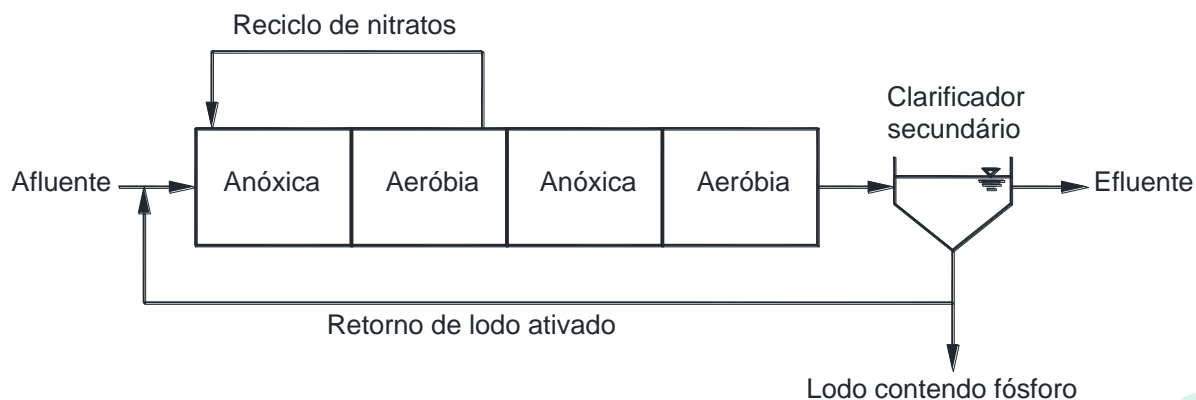 Reciclo de nitratos
Clarificador
secundário
Afluente
Anóxica
Aeróbia
Anóxica
Aeróbia
Efluente
Retorno de lodo ativado
Lodo contendo fósforo